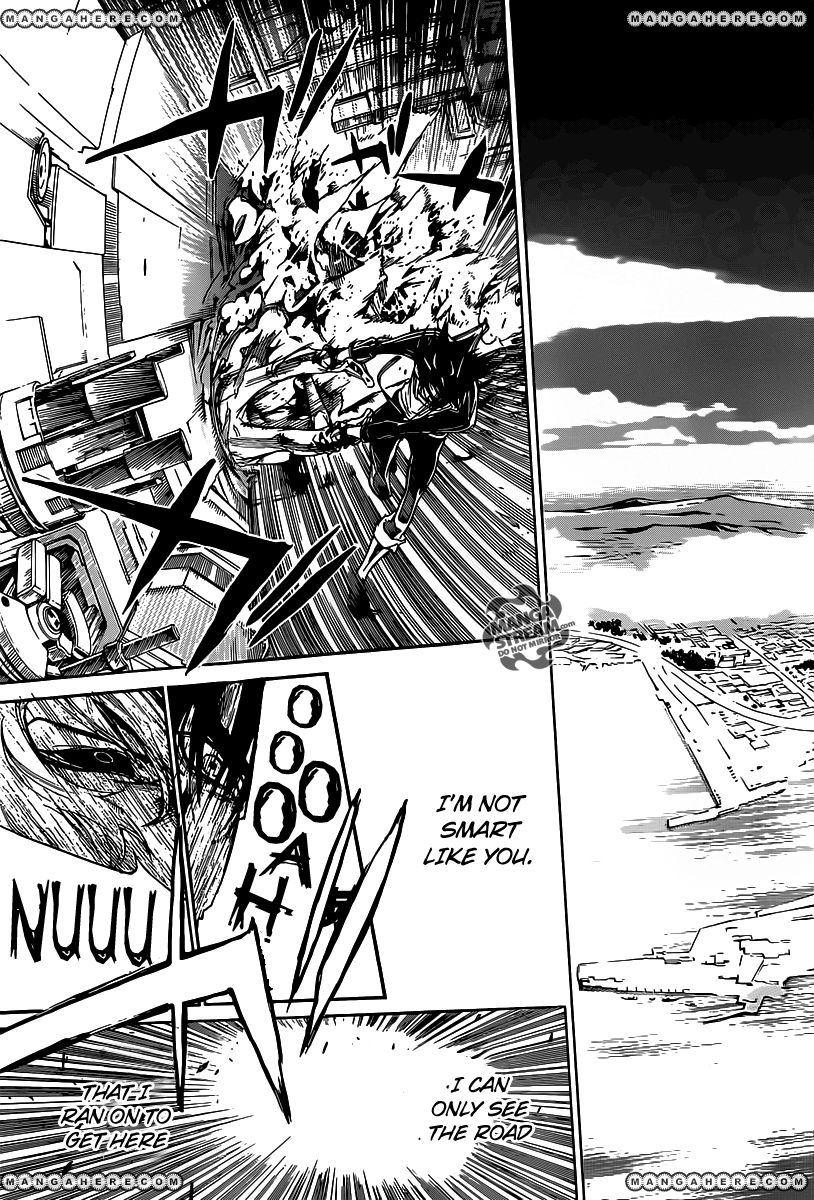 MANGAHERE.COM
MANGAHERE.COM
MANGA
STREAM.com
DO NOT MIRROR
I'M NOT
SMART
LIKE YOU.
OOOOOAH!!
NUUU
I CAN
ONLY SEE
THE ROAD
THAT I
RAN ON TO
GET HERE
MANGAHERE.COM
MANGAHERE.COM